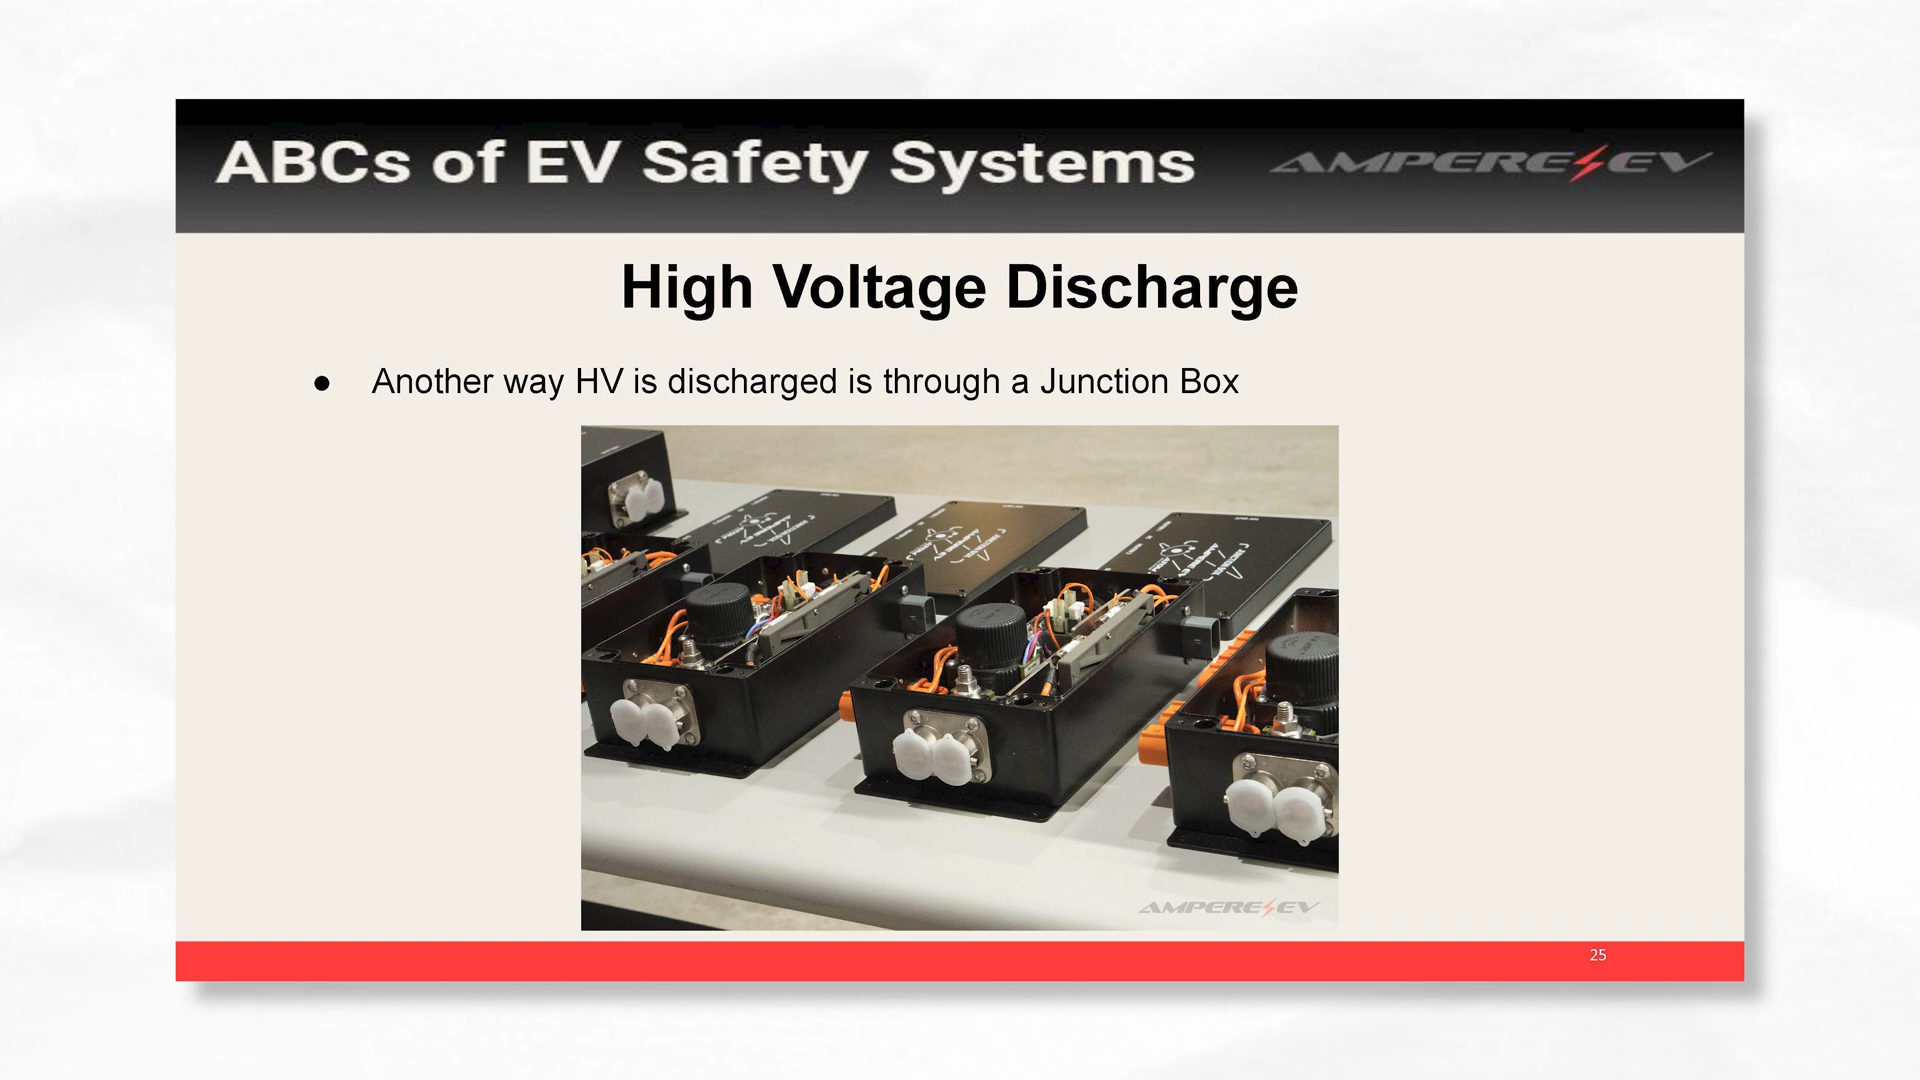 ABCs of EV Safety Systems
AMPERE EV
High Voltage Discharge
● Another way HV is discharged is through a Junction Box
AMPERE EV
25